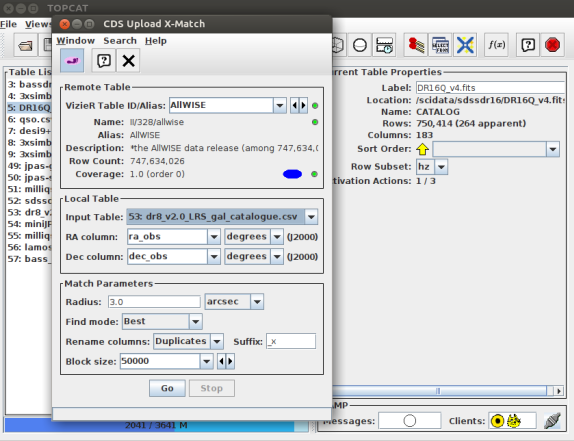 TOPCAT
File Views
CDS Upload X-Match
Window Search Help
f(x)
Table Lis
3: bassdr
4: 3xsimb
5: DR16Q
6: qso.cs
7: desi9+
8: 3xsimb
9: 3xsimb
49: jpas-e
50: jpas-s
51: milliq
52: sdssd
53: dr8_v
54: miniJP
55: milliq
56: lamos
57: bass_
Remote Table
VizieR Table ID/Alias: AllWISE
Name: II/328/allwise
Alias: AllWISE
Description: *the AllWISE data release (among 747,634,0
Row Count: 747,634,026
Coverage: 1.0 (order 0)
Local Table
Input Table: 53: dr8_v2.0_LRS_gal_catalogue.csv
RA column: ra_obs degrees (J2000)
Dec column: dec_obs degrees (J2000)
Match Parameters
Radius: 3.0 arcsec
Find mode: Best
Rename columns: Duplicates Suffix: _x
Block size: 50000
Go Stop
2041 / 3641 M
rrent Table Properties
Label: DR16Q_v4.fits
Location: /scidata/sdssdr16/DR16Q_v4.fits
Name: CATALOG
Rows: 750,414 (264 apparent)
Columns: 183
Sort Order:
Row Subset: hz
tivation Actions: 1 / 3
MP
Messages: Clients: